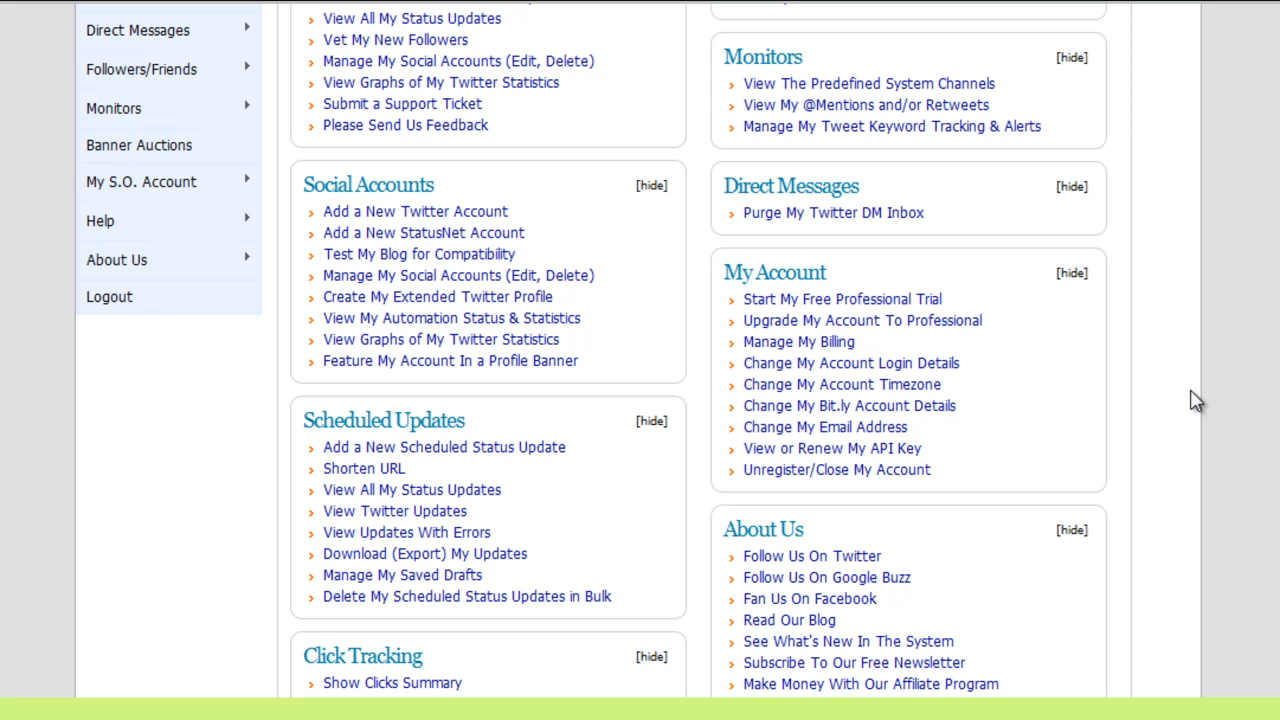 Direct Messages
Followers/Friends
Monitors
Banner Auctions
My S.O. Account
Help
About Us
Logout
View All My Status Updates
Vet My New Followers
Manage My Social Accounts (Edit, Delete)
View Graphs of My Twitter Statistics
Submit a Support Ticket
Please Send Us Feedback
Social Accounts [hide]
Add a New Twitter Account
Add a New StatusNet Account
Test My Blog for Compatibility
Manage My Social Accounts (Edit, Delete)
Create My Extended Twitter Profile
View My Automation Status & Statistics
View Graphs of My Twitter Statistics
Feature My Account In a Profile Banner
Scheduled Updates [hide]
Add a New Scheduled Status Update
Shorten URL
View All My Status Updates
View Twitter Updates
View Updates With Errors
Download (Export) My Updates
Manage My Saved Drafts
Delete My Scheduled Status Updates in Bulk
Click Tracking [hide]
Show Clicks Summary
Monitors [hide]
View The Predefined System Channels
View My @Mentions and/or Retweets
Manage My Tweet Keyword Tracking & Alerts
Direct Messages [hide]
Purge My Twitter DM Inbox
My Account [hide]
Start My Free Professional Trial
Upgrade My Account To Professional
Manage My Billing
Change My Account Login Details
Change My Account Timezone
Change My Bit.ly Account Details
Change My Email Address
View or Renew My API Key
Unregister/Close My Account
About Us [hide]
Follow Us On Twitter
Follow Us On Google Buzz
Fan Us On Facebook
Read Our Blog
See What's New In The System
Subscribe To Our Free Newsletter
Make Money With Our Affiliate Program